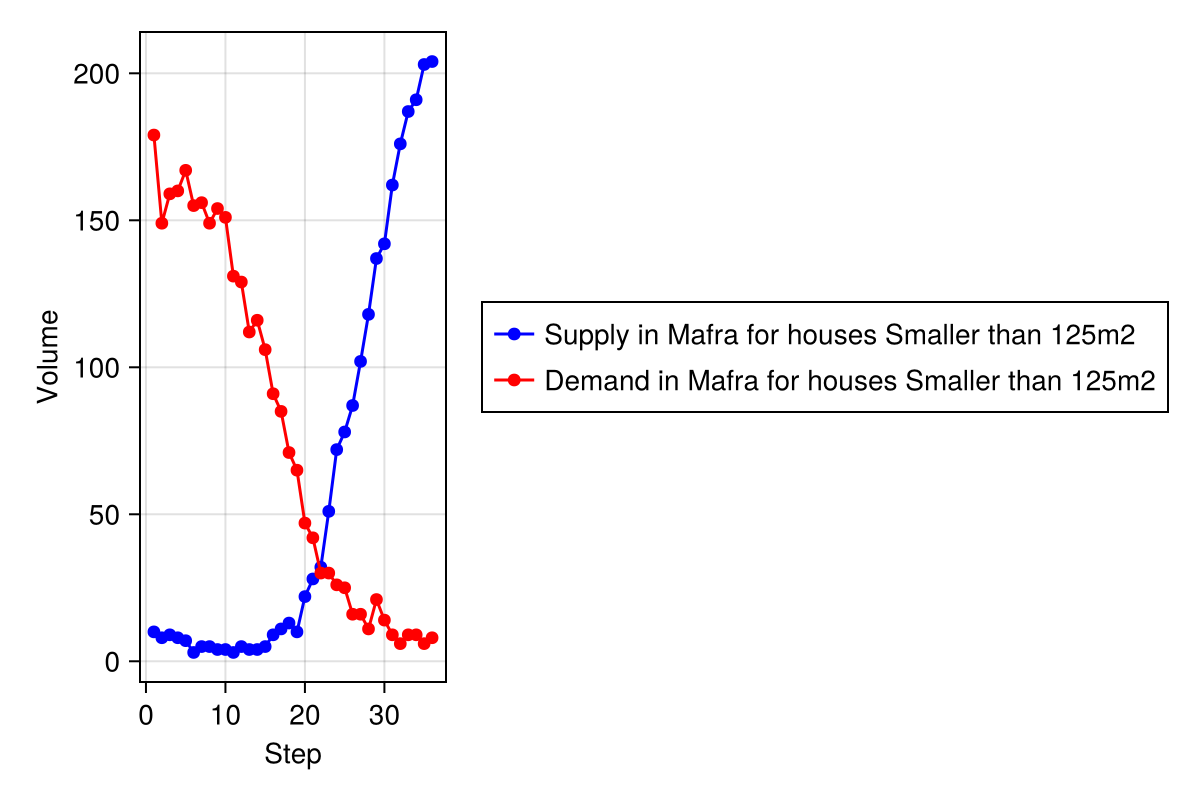 200
150
100
50
0
Volume
0 10 20 30
Step
Supply in Mafra for houses Smaller than 125m2
Demand in Mafra for houses Smaller than 125m2